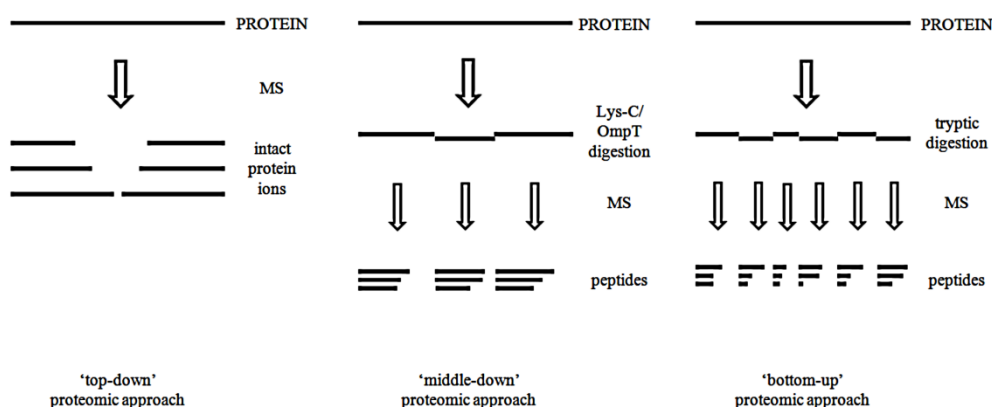 PROTEIN
MS
intact
protein
ions
‘top-down’
proteomic approach
PROTEIN
Lys-C/
OmpT
digestion
MS
peptides
‘middle-down’
proteomic approach
PROTEIN
tryptic
digestion
MS
peptides
‘bottom-up’
proteomic approach